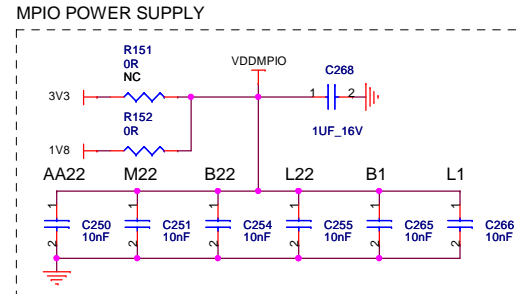 MPIO POWER SUPPLY
R151
0R
NC
VDDMPIO
C268
3V3
1
2
R152
0R
1UF_16V
1V8
AA22
M22
B22
L22
B1
L1
1
1
1
1
1
1
C250
10nF
C251
10nF
C254
10nF
C255
10nF
C265
10nF
C266
10nF
2
2
2
2
2
2